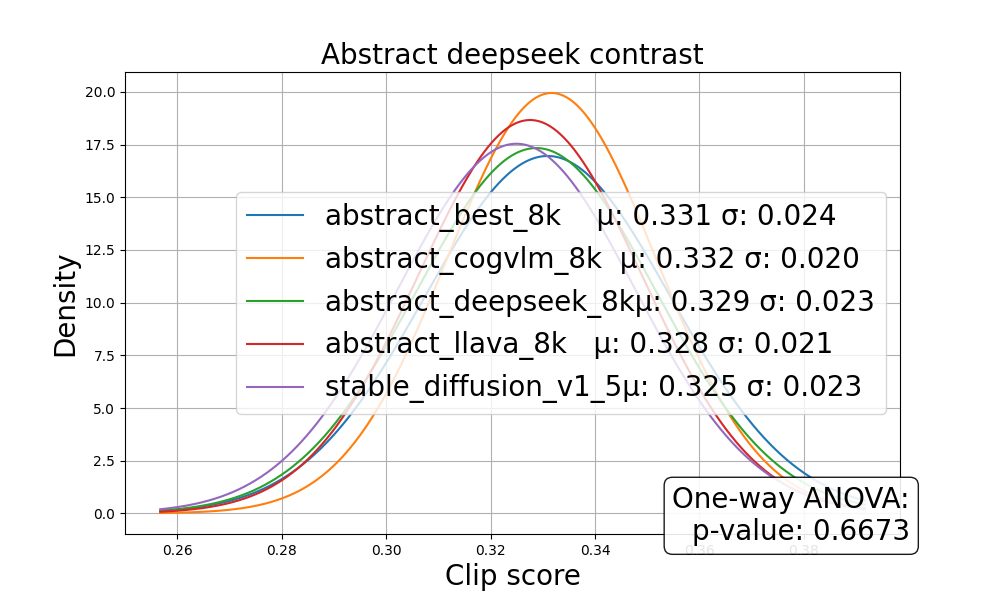 Abstract deepseek contrast
Density
20.0
17.5
15.0
12.5
10.0
7.5
5.0
2.5
0.0
abstract_best_8k μ: 0.331 σ: 0.024
abstract_cogvlm_8k μ: 0.332 σ: 0.020
abstract_deepseek_8kμ: 0.329 σ: 0.023
abstract_llava_8k μ: 0.328 σ: 0.021
stable_diffusion_v1_5μ: 0.325 σ: 0.023
One-way ANOVA:
p-value: 0.6673
0.26 0.28 0.30 0.32 0.34 0.36 0.38
Clip score